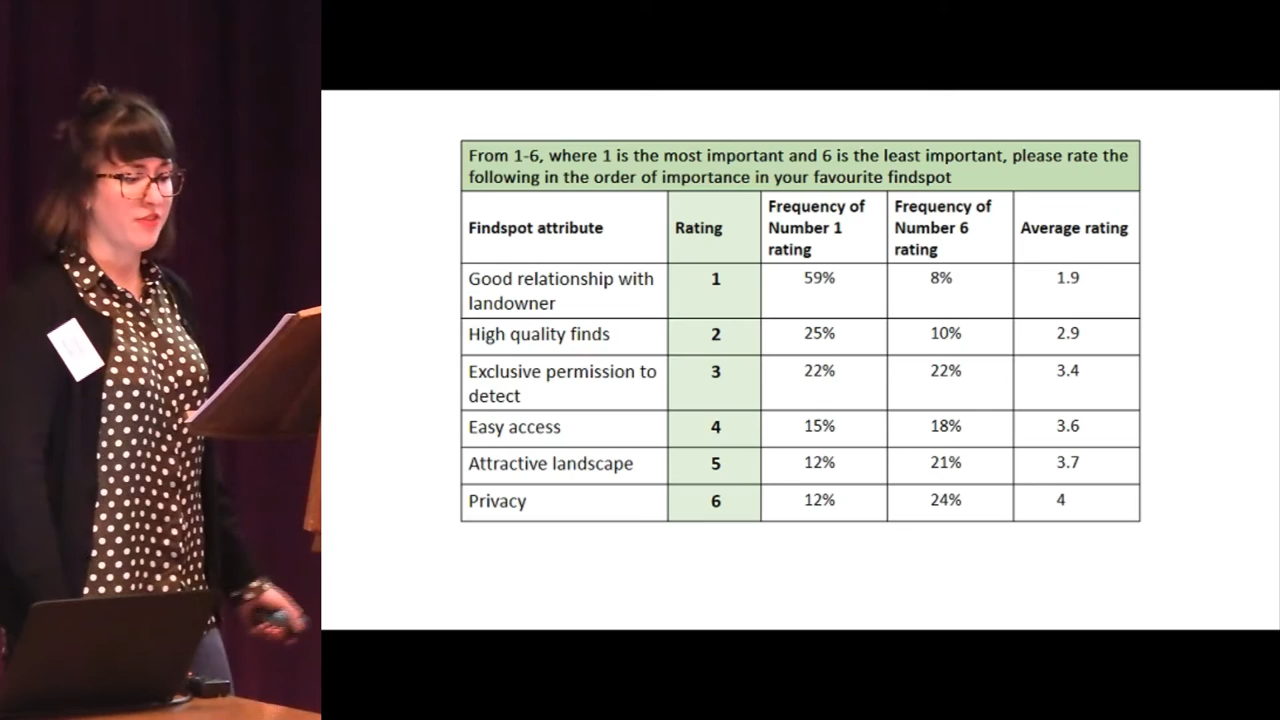 From 1-6, where 1 is the most important and 6 is the least important, please rate the
following in the order of importance in your favourite findspot
Findspot attribute Rating Frequency of Number 1 rating Frequency of Number 6 rating Average rating
Good relationship with landowner 1 59% 8% 1.9
High quality finds 2 25% 10% 2.9
Exclusive permission to detect 3 22% 22% 3.4
Easy access 4 15% 18% 3.6
Attractive landscape 5 12% 21% 3.7
Privacy 6 12% 24% 4